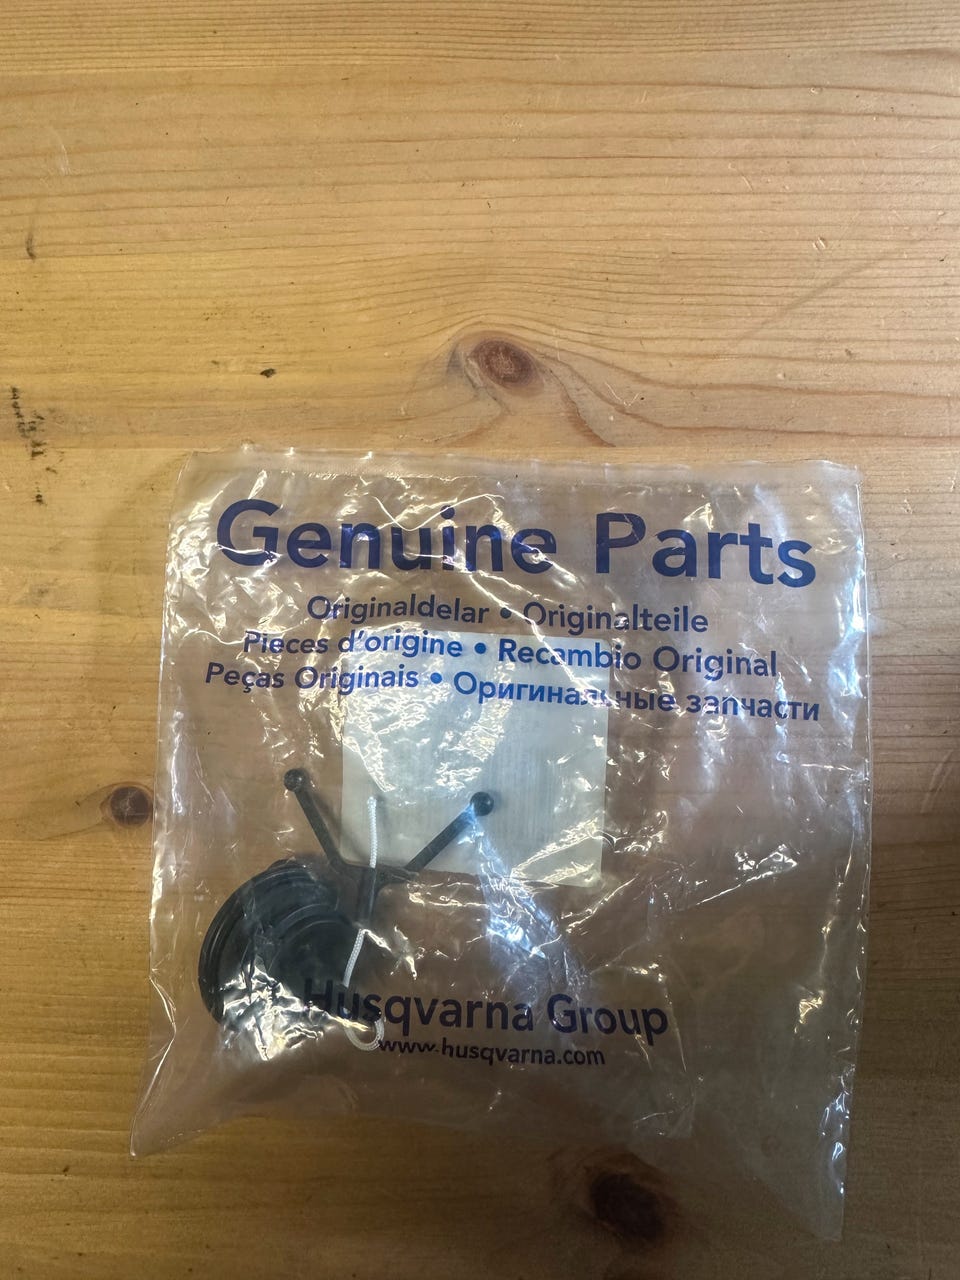 Genuine Parts
Originaldelar • Originalteile
Pieces d'origine • Recambio Original
Peças Originais • Оригинальные запчасти
Husqvarna Group
www.husqvarna.com